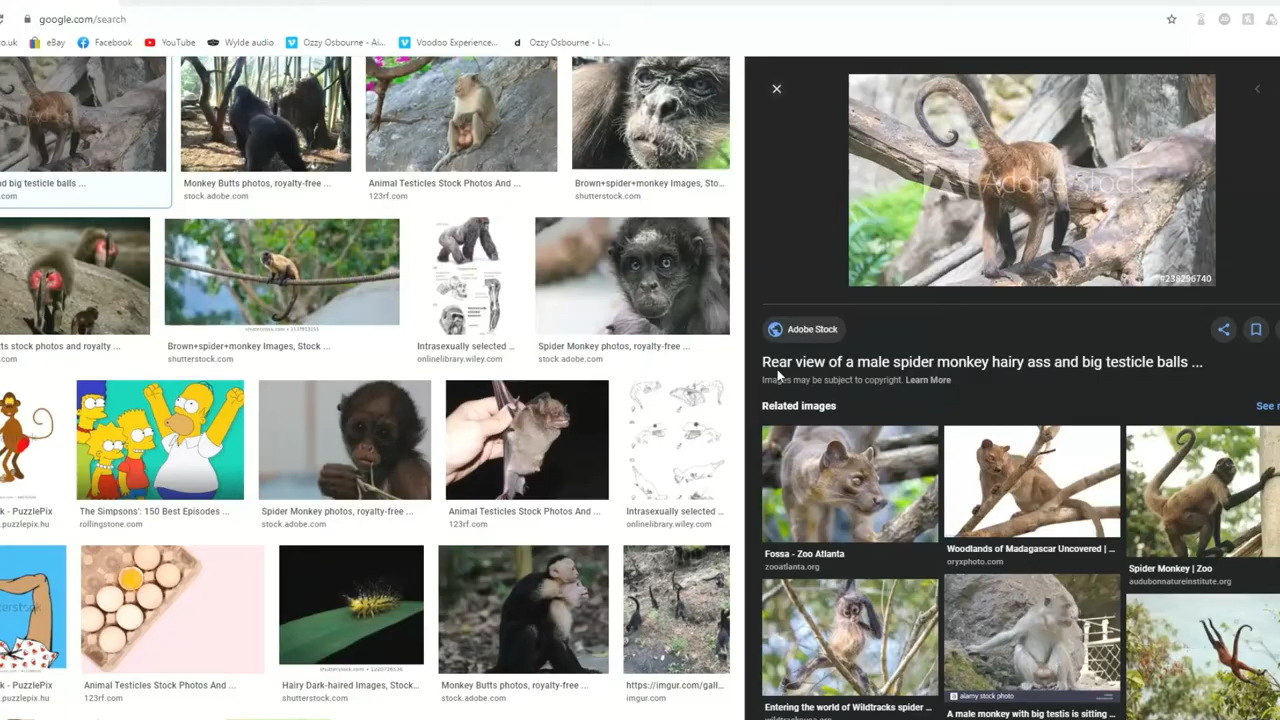 google.com/search
co.uk
eBay
Facebook
YouTube
Wylde audio
Ozzy Osbourne - Ai...
Voodoo Experience...
Ozzy Osbourne - Li...
nd big testicle balls ...
.com
Monkey Butts photos, royalty-free ...
stock.adobe.com
Animal Testicles Stock Photos And ...
123rf.com
Brown+spider+monkey Images, Sto...
shutterstock.com
tts stock photos and royalty ...
.com
Brown+spider+monkey Images, Stock ...
shutterstock.com
Intrasexually selected ...
onlinelibrary.wiley.com
Spider Monkey photos, royalty-free ...
stock.adobe.com
k - PuzzlePix
.puzzlepix.hu
The Simpsons': 150 Best Episodes ...
rollingstone.com
Spider Monkey photos, royalty-free ...
stock.adobe.com
Animal Testicles Stock Photos And ...
123rf.com
Intrasexually selected ...
onlinelibrary.wiley.com
k - PuzzlePix
.puzzlepix.hu
Animal Testicles Stock Photos And ...
123rf.com
Hairy Dark-haired Images, Stock...
shutterstock.com
Monkey Butts photos, royalty-free ...
stock.adobe.com
https://imgur.com/gall...
imgur.com
Adobe Stock
#239296740
Adobe Stock
Rear view of a male spider monkey hairy ass and big testicle balls ...
Images may be subject to copyright. Learn More
Related images
See
Fossa - Zoo Atlanta
zooatlanta.org
Woodlands of Madagascar Uncovered | ...
oryxphoto.com
Spider Monkey | Zoo
audubonnatureinstitute.org
Entering the world of Wildtracks spider ...
a alamy stock photo
A male monkey with big testis is sitting ...